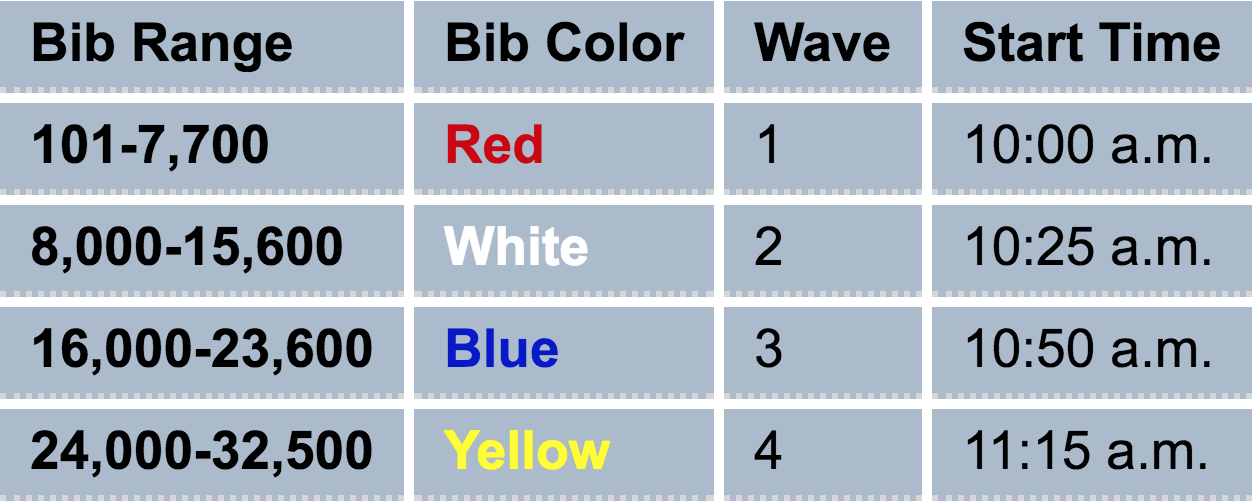 Bib Range Bib Color Wave Start Time
101-7,700 Red 1 10:00 a.m.
8,000-15,600 White 2 10:25 a.m.
16,000-23,600 Blue 3 10:50 a.m.
24,000-32,500 Yellow 4 11:15 a.m.